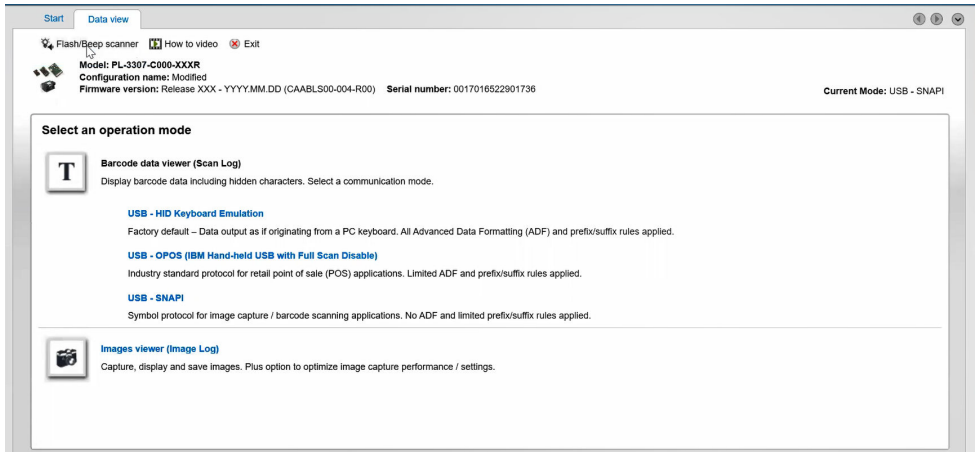 Start Data view
Flash/Beep scanner How to video Exit
Model: PL-3307-C000-XXXR
Configuration name: Modified
Firmware version: Release XXX - YYYY.MM.DD (CAABLS00-004-R00) Serial number: 0017016522901736
Current Mode: USB - SNAPI
Select an operation mode
T
Barcode data viewer (Scan Log)
Display barcode data including hidden characters. Select a communication mode.
USB - HID Keyboard Emulation
Factory default – Data output as if originating from a PC keyboard. All Advanced Data Formatting (ADF) and prefix/suffix rules applied.
USB - OPOS (IBM Hand-held USB with Full Scan Disable)
Industry standard protocol for retail point of sale (POS) applications. Limited ADF and prefix/suffix rules applied.
USB - SNAPI
Symbol protocol for image capture / barcode scanning applications. No ADF and limited prefix/suffix rules applied.
Images viewer (Image Log)
Capture, display and save images. Plus option to optimize image capture performance / settings.